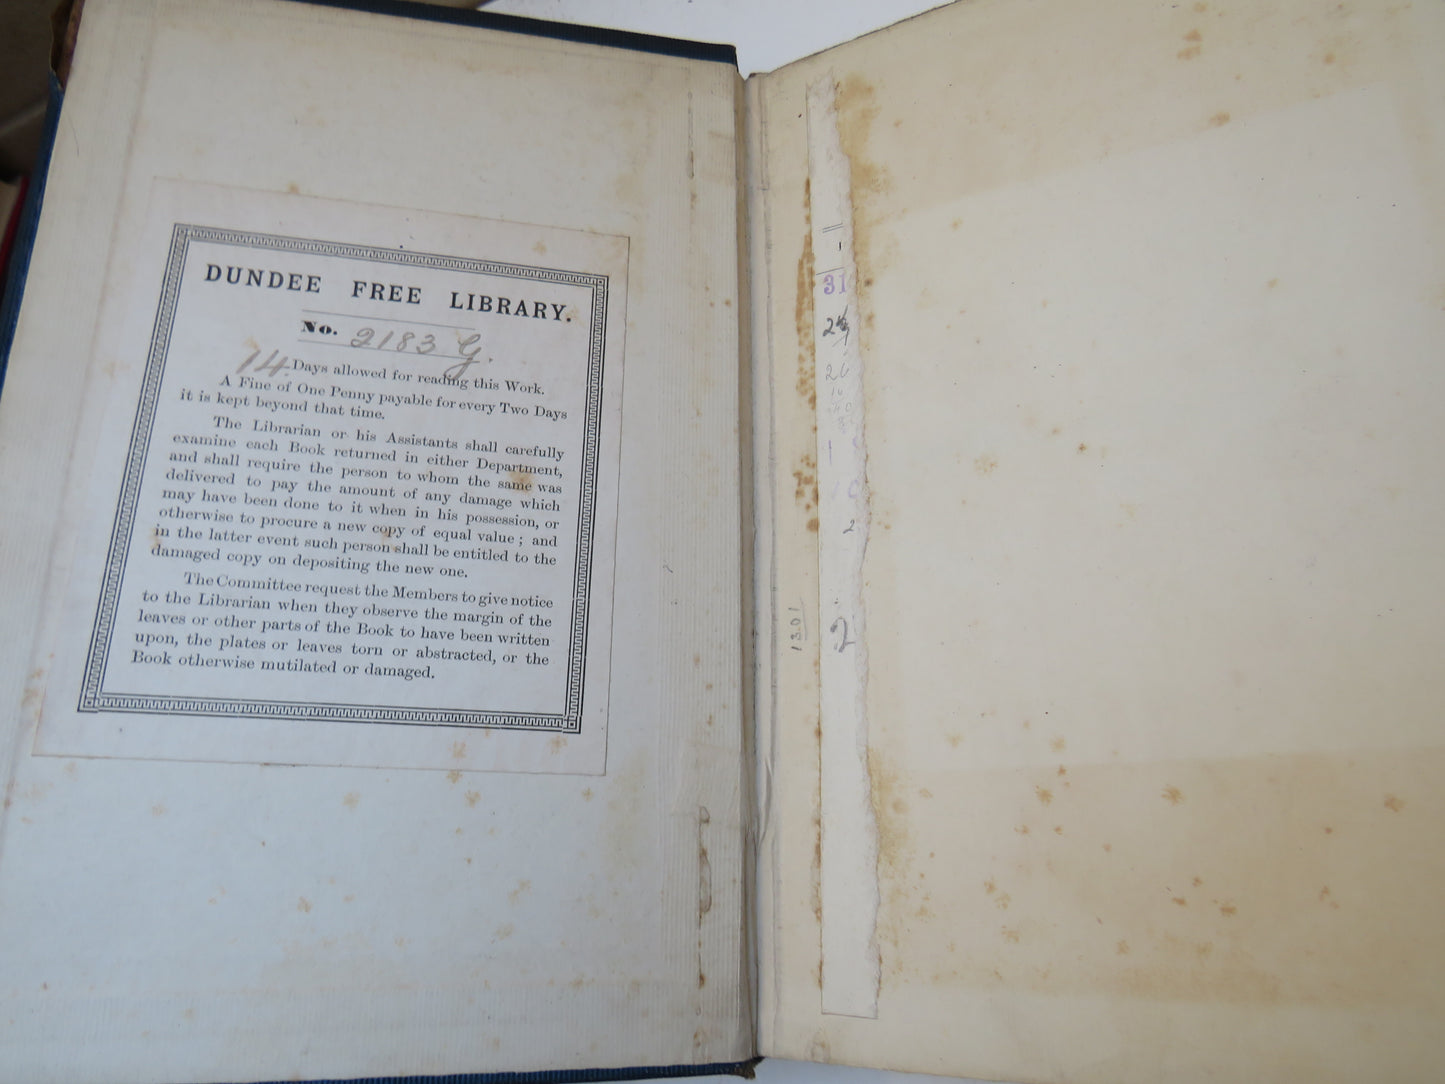 DUNDEE FREE LIBRARY.
No. 2183 G.
14 Days allowed for reading this Work.
A Fine of One Penny payable for every Two Days
it is kept beyond that time.
The Librarian or his Assistants shall carefully
examine each Book returned in either Department,
and shall require the person to whom the same was
delivered to pay the amount of any damage which
may have been done to it when in his possession, or
otherwise to procure a new copy of equal value; and
in the latter event such person shall be entitled to the
damaged copy on depositing the new one.
The Committee request the Members to give notice
to the Librarian when they observe the margin of the
leaves or other parts of the Book to have been written
upon, the plates or leaves torn or abstracted, or the
Book otherwise mutilated or damaged.
1301
31
2
2